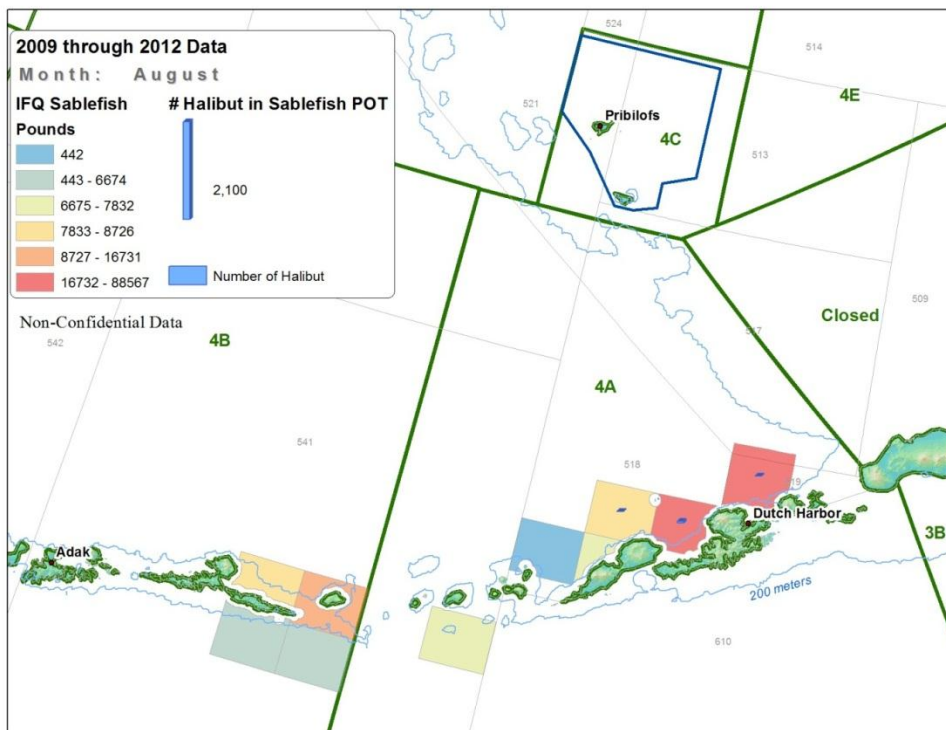 2009 through 2012 Data
Month: August
IFQ Sablefish
Pounds
442
443 - 6674
6675 - 7832
7833 - 8726
8727 - 16731
16732 - 88567
# Halibut in Sablefish POT
2,100
Number of Halibut
Non-Confidential Data
524
514
521
4E
Pribilofs
4C
513
509
Closed
517
542
4B
4A
541
518
19
Dutch Harbor
Adak
3B
200 meters
610